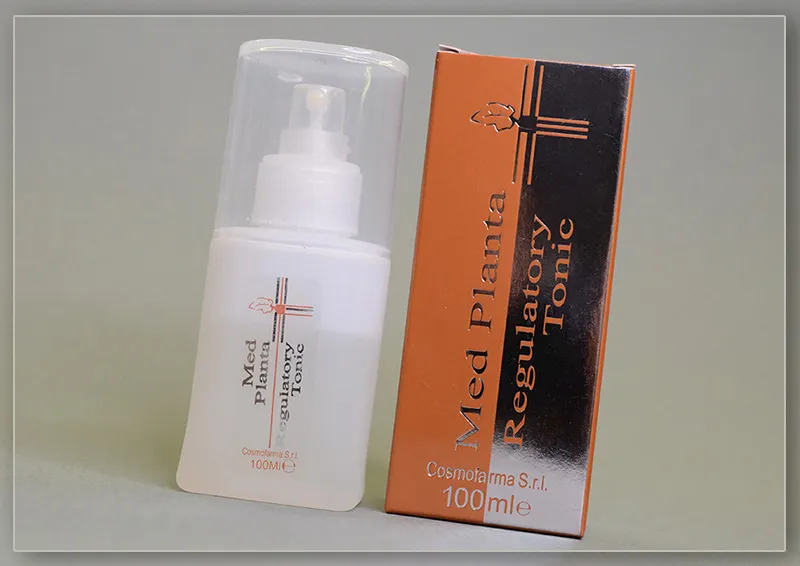 Med
Planta
Regulatory
Tonic
Cosmofarma S.r.l.
100Ml℮
Med Planta
Regulatory
Tonic
Cosmofarma S.r.l.
100ml℮